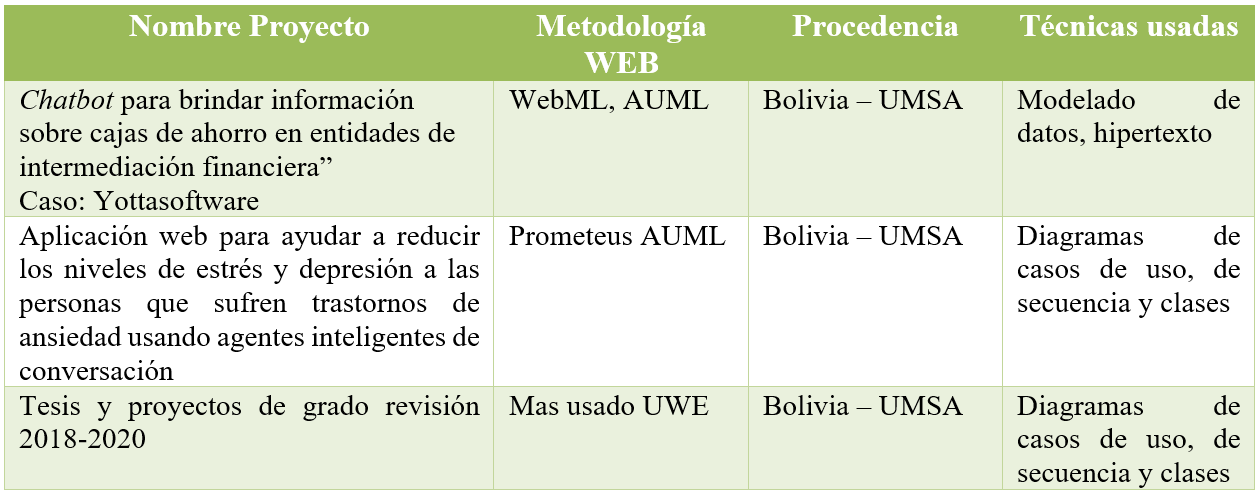 Nombre Proyecto
Metodología
WEB
Procedencia
Técnicas usadas
Chatbot para brindar información
sobre cajas de ahorro en entidades de
intermediación financiera”
Caso: Yottasoftware
WebML, AUML
Bolivia – UMSA
Modelado de
datos, hipertexto
Aplicación web para ayudar a reducir
los niveles de estrés y depresión a las
personas que sufren trastornos de
ansiedad usando agentes inteligentes de
conversación
Prometeus AUML
Bolivia – UMSA
Diagramas de
casos de uso, de
secuencia y clases
Tesis y proyectos de grado revisión
2018-2020
Mas usado UWE
Bolivia – UMSA
Diagramas de
casos de uso, de
secuencia y clases